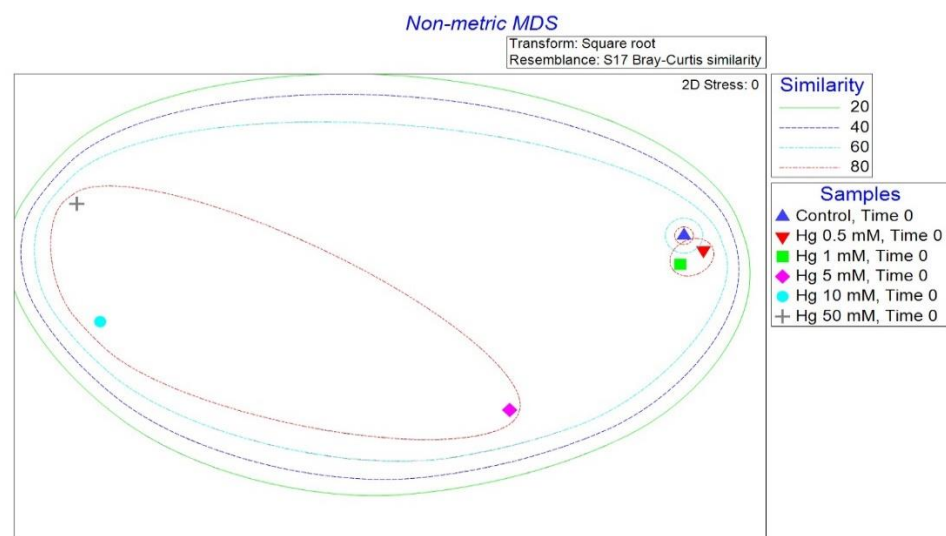 Non-metric MDS
Transform: Square root
Resemblance: S17 Bray-Curtis similarity
2D Stress: 0
Similarity
20
40
60
80
Samples
Control, Time 0
Hg 0.5 mM, Time 0
Hg 1 mM, Time 0
Hg 5 mM, Time 0
Hg 10 mM, Time 0
Hg 50 mM, Time 0